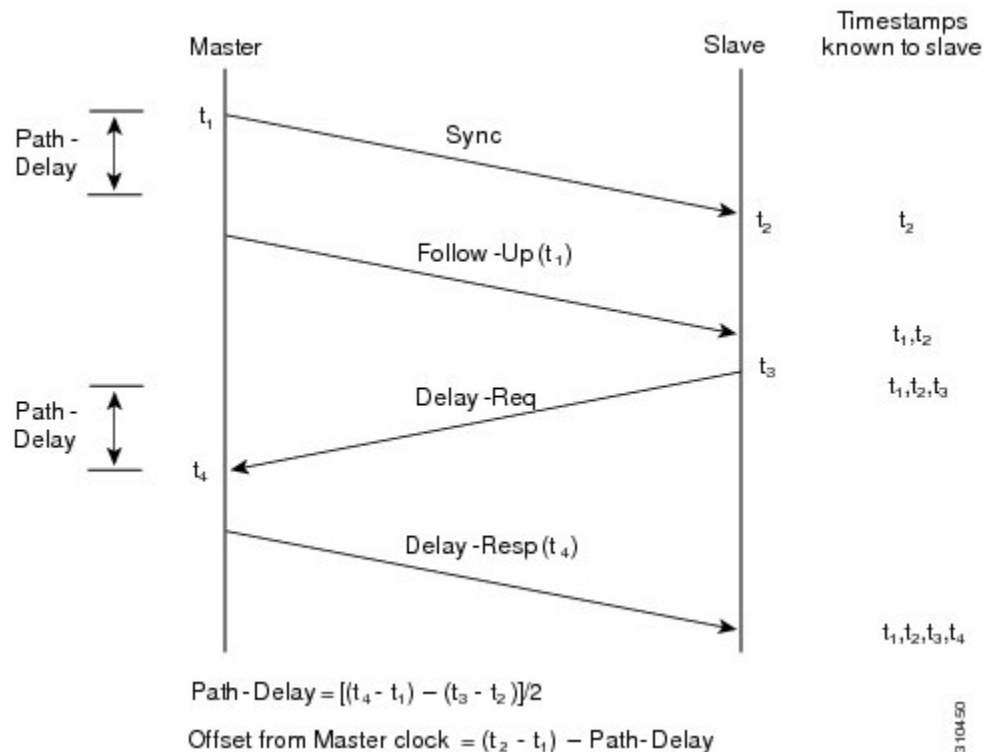 Timestamps
known to slave
Master
Slave
t₁
Path -
Delay
Sync
t₂
t₂
Follow -Up (t₁)
t₁,t₂
t₃
t₁,t₂,t₃
Path -
Delay
Delay -Req
t₄
Delay -Resp (t₄)
t₁,t₂,t₃,t₄
Path - Delay = [(t₄ - t₁) – (t₃ - t₂)]/2
Offset from Master clock = (t₂ - t₁) – Path- Delay
310450